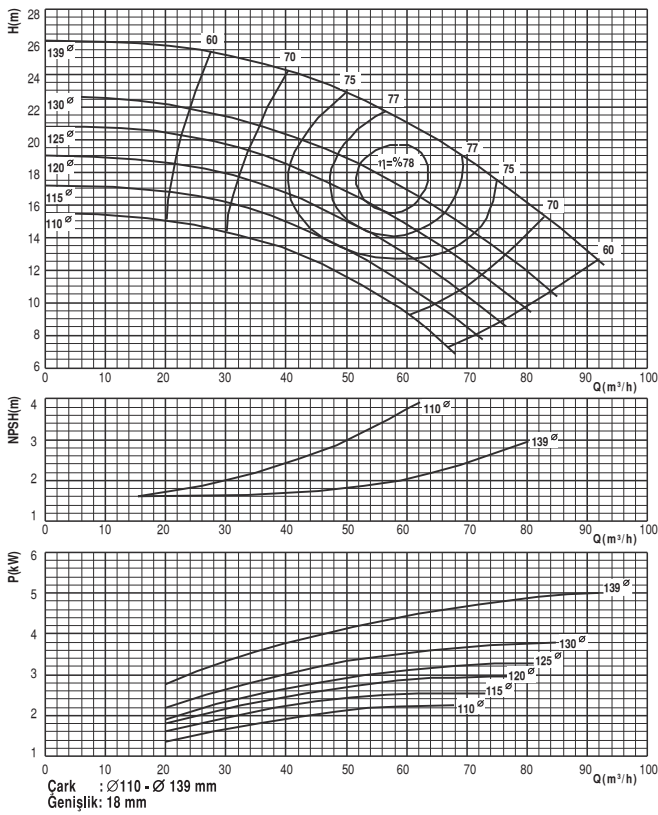 H(m)
28
26
24
22
20
18
16
14
12
10
8
6
139 ø
130 ø
125 ø
120 ø
115 ø
110 ø
60
70
75
77
η=%78
77
75
70
60
0 10 20 30 40 50 60 70 80 90 100
Q(m³/h)
NPSH(m)
4
3
2
1
110 ø
139 ø
0 10 20 30 40 50 60 70 80 90 100
Q(m³/h)
P(kW)
6
5
4
3
2
1
139 ø
130 ø
125 ø
120 ø
115 ø
110 ø
0 10 20 30 40 50 60 70 80 90 100
Q(m³/h)
Çark : Ø110 - Ø 139 mm
Ğenişlik: 18 mm